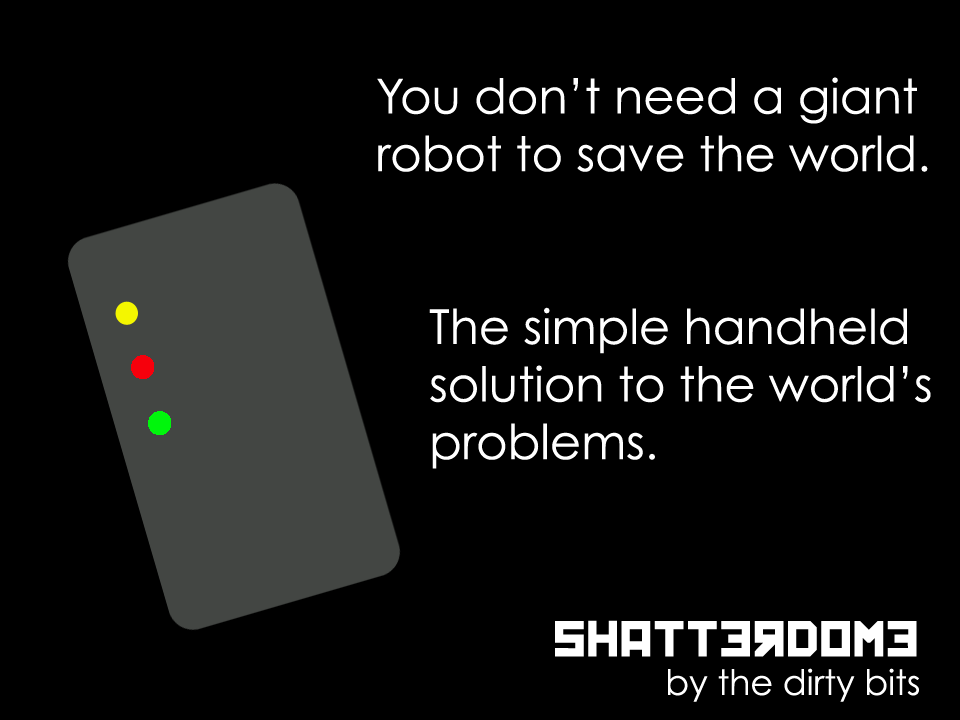 You don’t need a giant
robot to save the world.
The simple handheld
solution to the world’s
problems.
SHATTERDOME
by the dirty bits